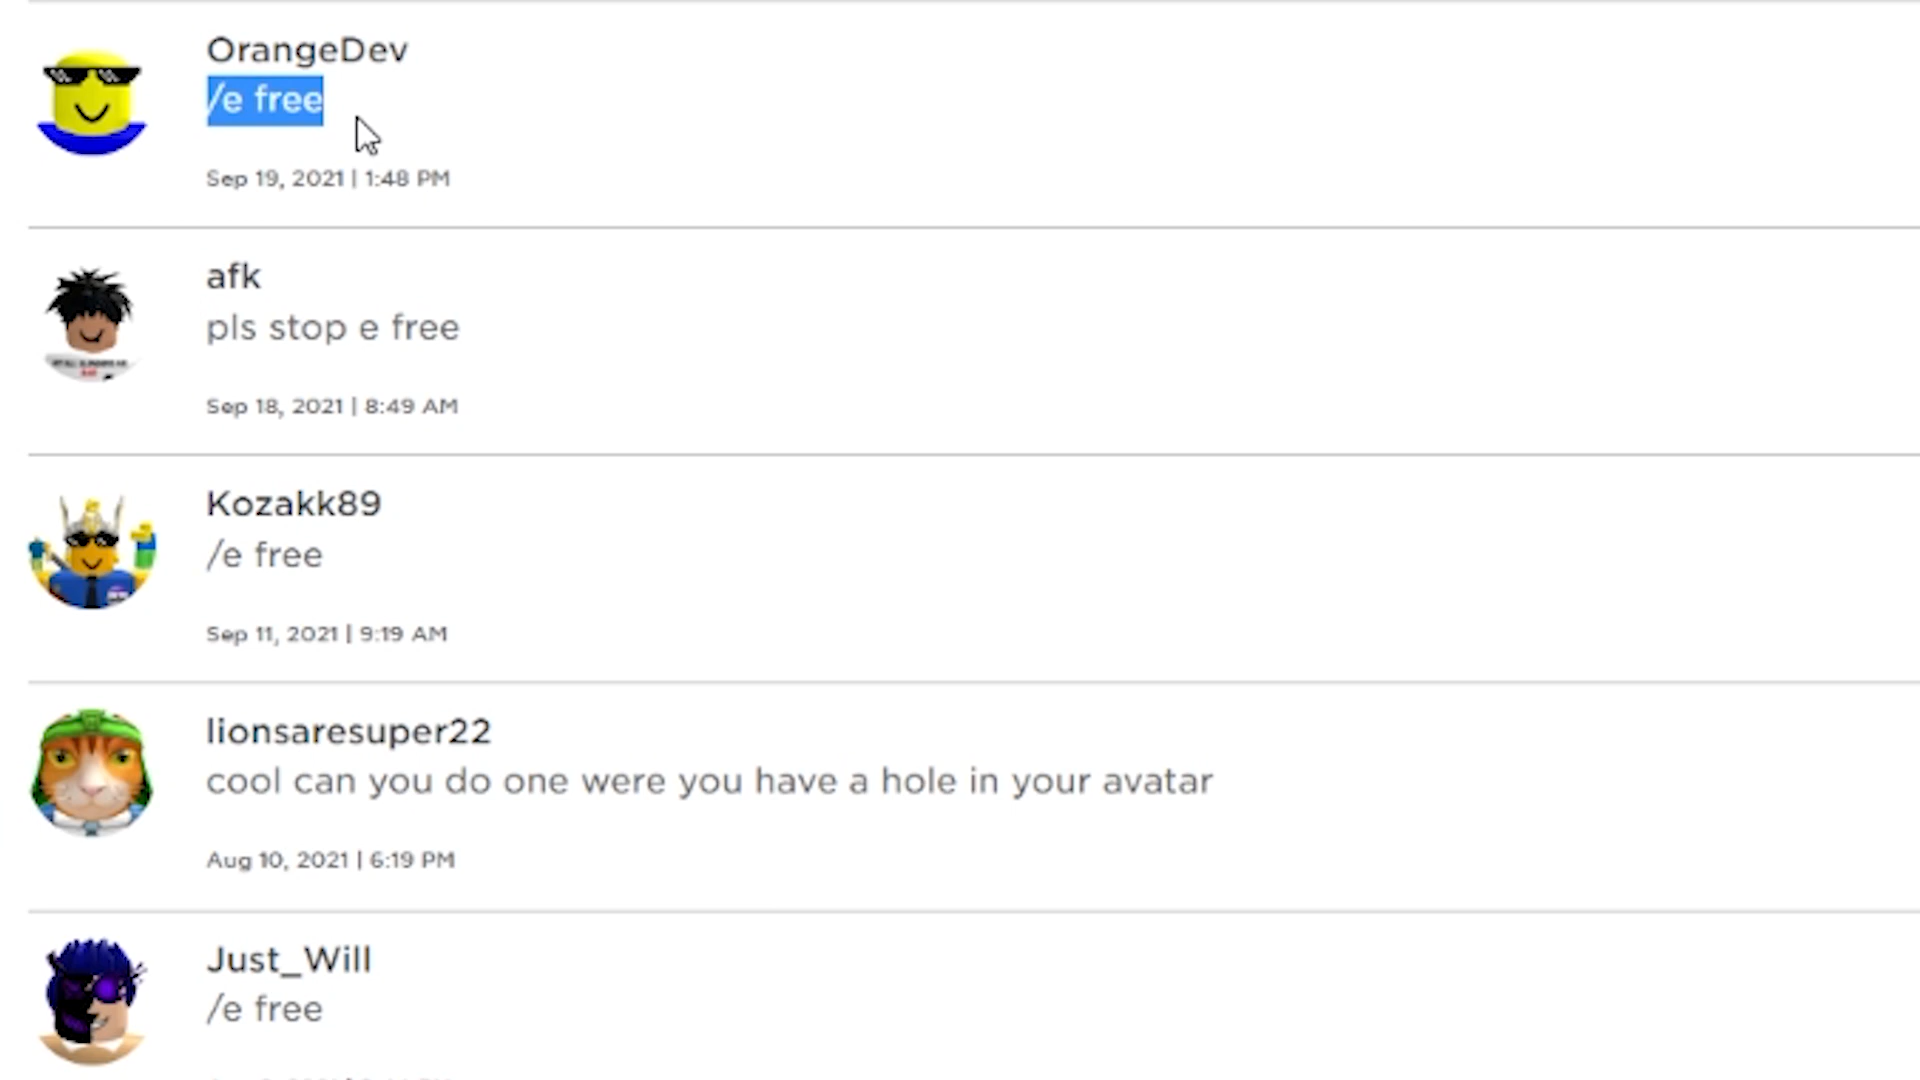 OrangeDev
/e free
Sep 19, 2021 | 1:48 PM
afk
pls stop e free
Sep 18, 2021 | 8:49 AM
Kozakk89
/e free
Sep 11, 2021 | 9:19 AM
lionsaresuper22
cool can you do one were you have a hole in your avatar
Aug 10, 2021 | 6:19 PM
Just_Will
/e free